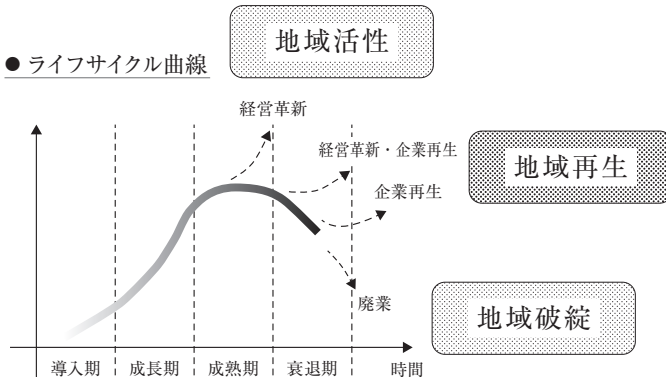 地域活性
● ライフサイクル曲線
経営革新
経営革新・企業再生
地域再生
企業再生
廃業
地域破綻
導入期 成長期 成熟期 衰退期 時間